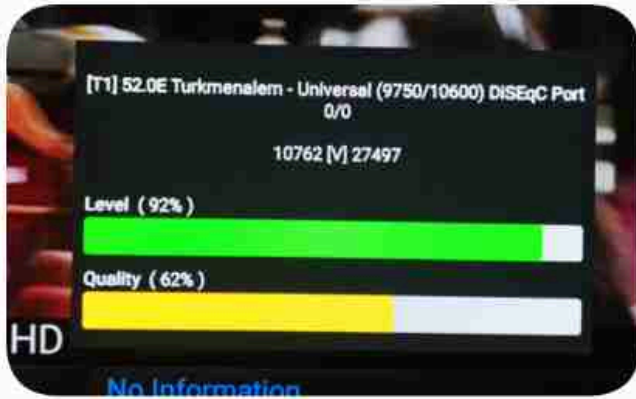 [T1] 52.0E Turkmenalem - Universal (9750/10600) DiSEqC Port
0/0
10762 [V] 27497
Level ( 92% )
Quality ( 62% )
HD
No Information